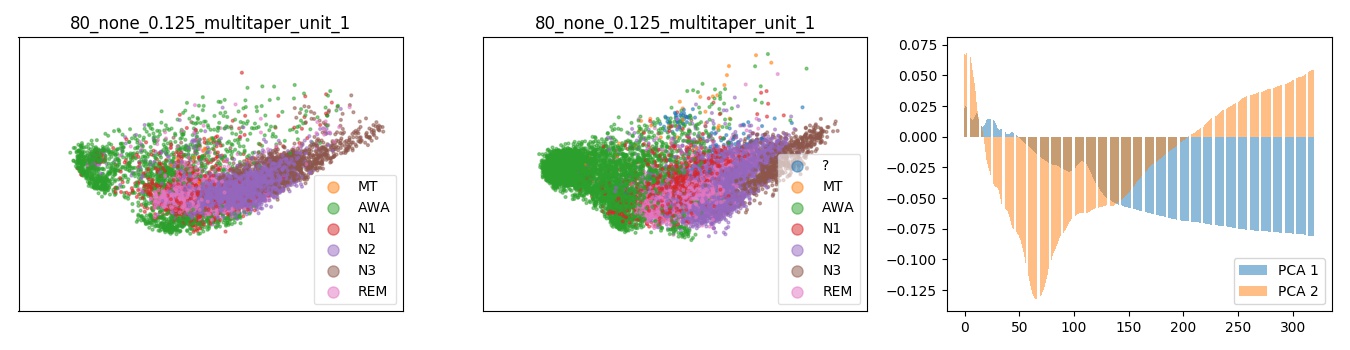 80_none_0.125_multitaper_unit_1
MT
AWA
N1
N2
N3
REM
80_none_0.125_multitaper_unit_1
?
MT
AWA
N1
N2
N3
REM
0.075
0.050
0.025
0.000
−0.025
−0.050
−0.075
−0.100
−0.125
0
50
100
150
200
250
300
PCA 1
PCA 2